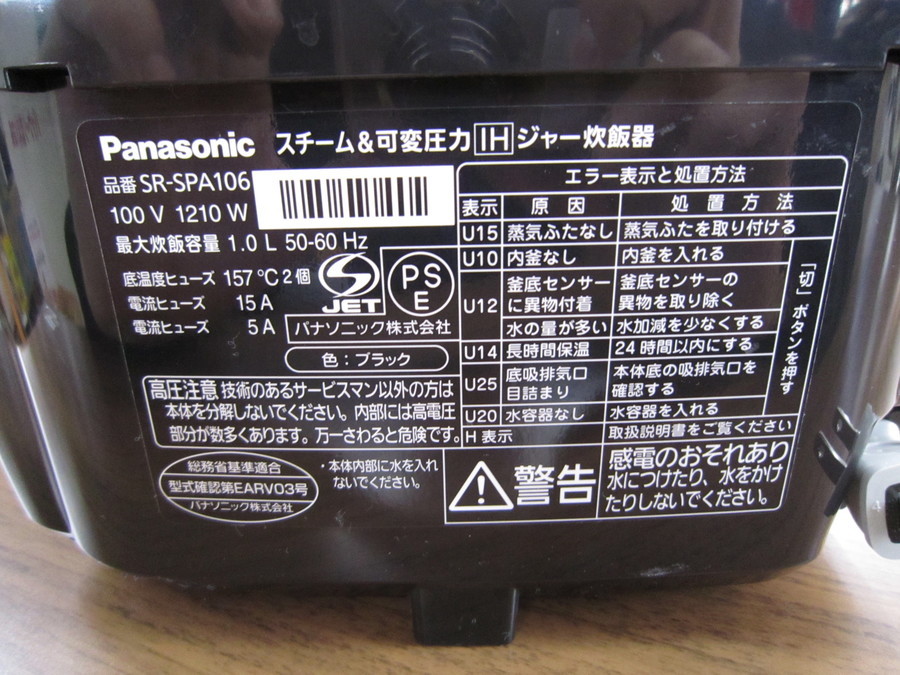 Panasonic スチーム&可変圧力IHジャー炊飯器
品番 SR-SPA106
100 V 1210 W
最大炊飯容量 1.0 L 50-60 Hz
底温度ヒューズ 157 ℃ 2個
電流ヒューズ 15 A
電流ヒューズ 5 A
S JET
PS E
パナソニック株式会社
色:ブラック
高圧注意 技術のあるサービスマン以外の方は
本体を分解しないでください。内部には高電圧
部分が数多くあります。万一さわると危険です。
総務省基準適合
型式確認第EARV03号
パナソニック株式会社
・本体内部に水を入れ
ないでください。
エラー表示と処置方法
表示 原因 処置方法
U15 蒸気ふたなし 蒸気ふたを取り付ける
U10 内釜なし 内釜を入れる
U12 釜底センサー 釜底センサーの
に異物付着 異物を取り除く
水の量が多い 水加減を少なくする
U14 長時間保温 24時間以内にする
U25 底吸排気口 本体底の吸排気口を
目詰まり 確認する
U20 水容器なし 水容器を入れる
「切」ボタンを押す
H 表示 取扱説明書をご覧ください
警告
感電のおそれあり
水につけたり、水をかけ
たりしないでください。